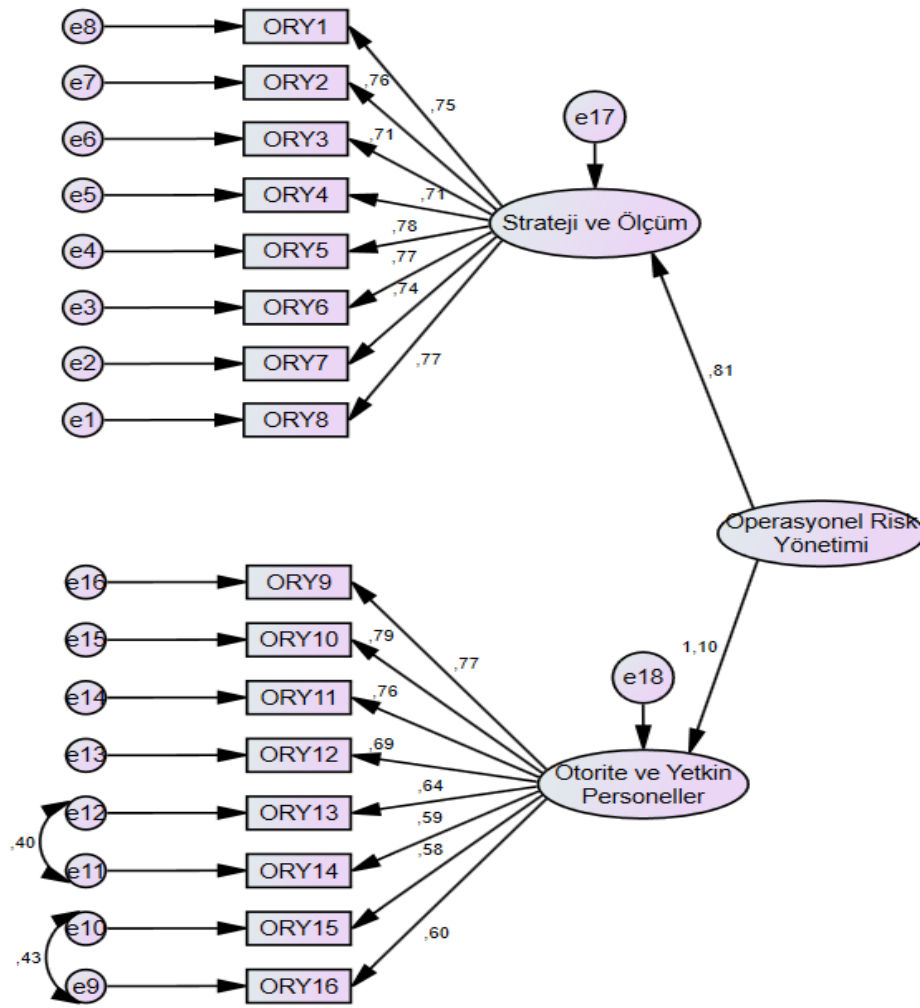 e8
ORY1
e7
ORY2
,76
,75
e17
e6
ORY3
,71
e5
ORY4
,71
Strateji ve Ölçüm
e4
ORY5
,78
e3
ORY6
,77
e2
ORY7
,74
e1
ORY8
,77
,81
Operasyonel Risk
Yönetimi
e16
ORY9
e15
ORY10
,79
,77
1,10
e14
ORY11
,76
e18
e13
ORY12
,69
Otorite ve Yetkin
Personeller
e12
ORY13
,64
,40
e11
ORY14
,59
e10
ORY15
,58
,43
e9
ORY16
,60